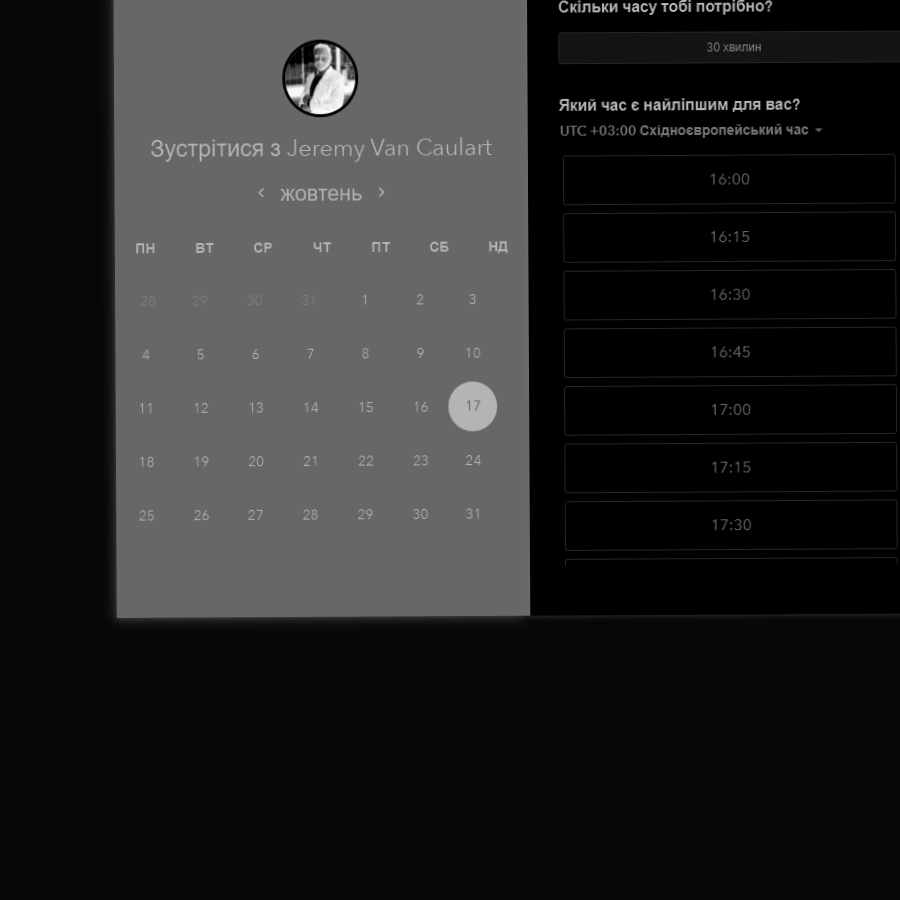 Зустрітися з Jeremy Van Caulart
жовтень
ПН ВТ СР ЧТ ПТ СБ НД
28 29 30 31 1 2 3
4 5 6 7 8 9 10
11 12 13 14 15 16 17
18 19 20 21 22 23 24
25 26 27 28 29 30 31
Скільки часу тобі потрібно?
30 хвилин
Який час є найліпшим для вас?
UTC +03:00 Східноєвропейський час
16:00
16:15
16:30
16:45
17:00
17:15
17:30